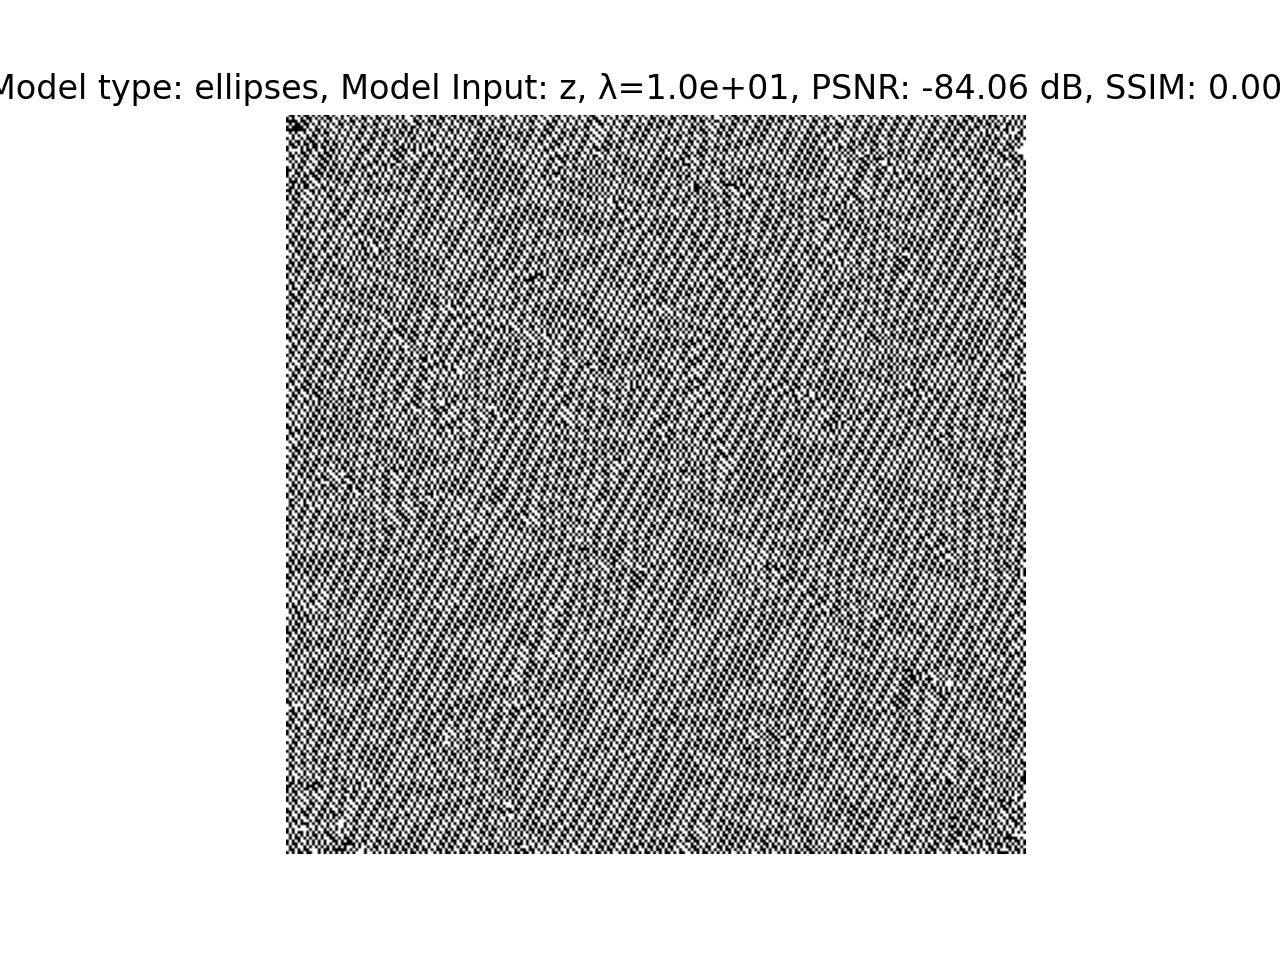 Model type: ellipses, Model Input: z, λ=1.0e+01, PSNR: -84.06 dB, SSIM: 0.00